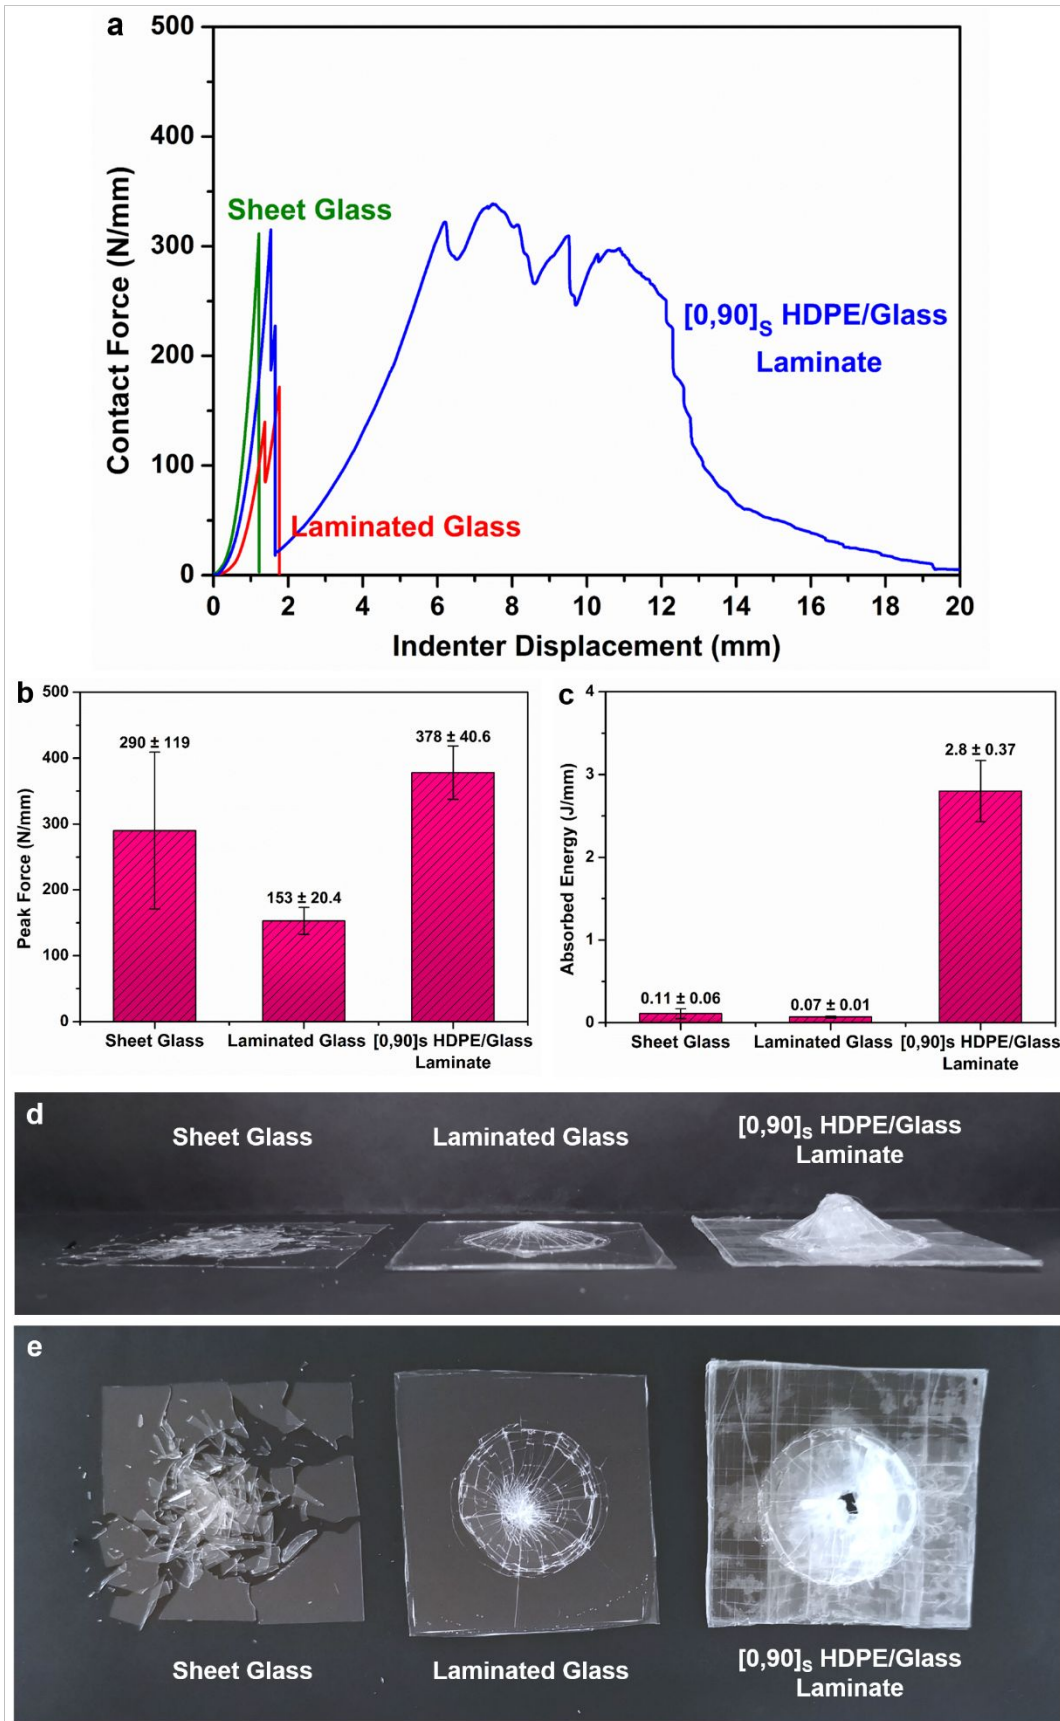 a
500
400
300
200
100
0
Contact Force (N/mm)
Sheet Glass
[0,90]S HDPE/Glass
Laminate
Laminated Glass
0 2 4 6 8 10 12 14 16 18 20
Indenter Displacement (mm)
b
500
400
300
200
100
0
Peak Force (N/mm)
290 ± 119
153 ± 20.4
378 ± 40.6
Sheet Glass Laminated Glass [0,90]s HDPE/Glass
Laminate
c
4
3
2
1
0
Absorbed Energy (J/mm)
0.11 ± 0.06
0.07 ± 0.01
2.8 ± 0.37
Sheet Glass Laminated Glass [0,90]s HDPE/Glass
Laminate
d
Sheet Glass
Laminated Glass
[0,90]S HDPE/Glass
Laminate
e
Sheet Glass
Laminated Glass
[0,90]S HDPE/Glass
Laminate